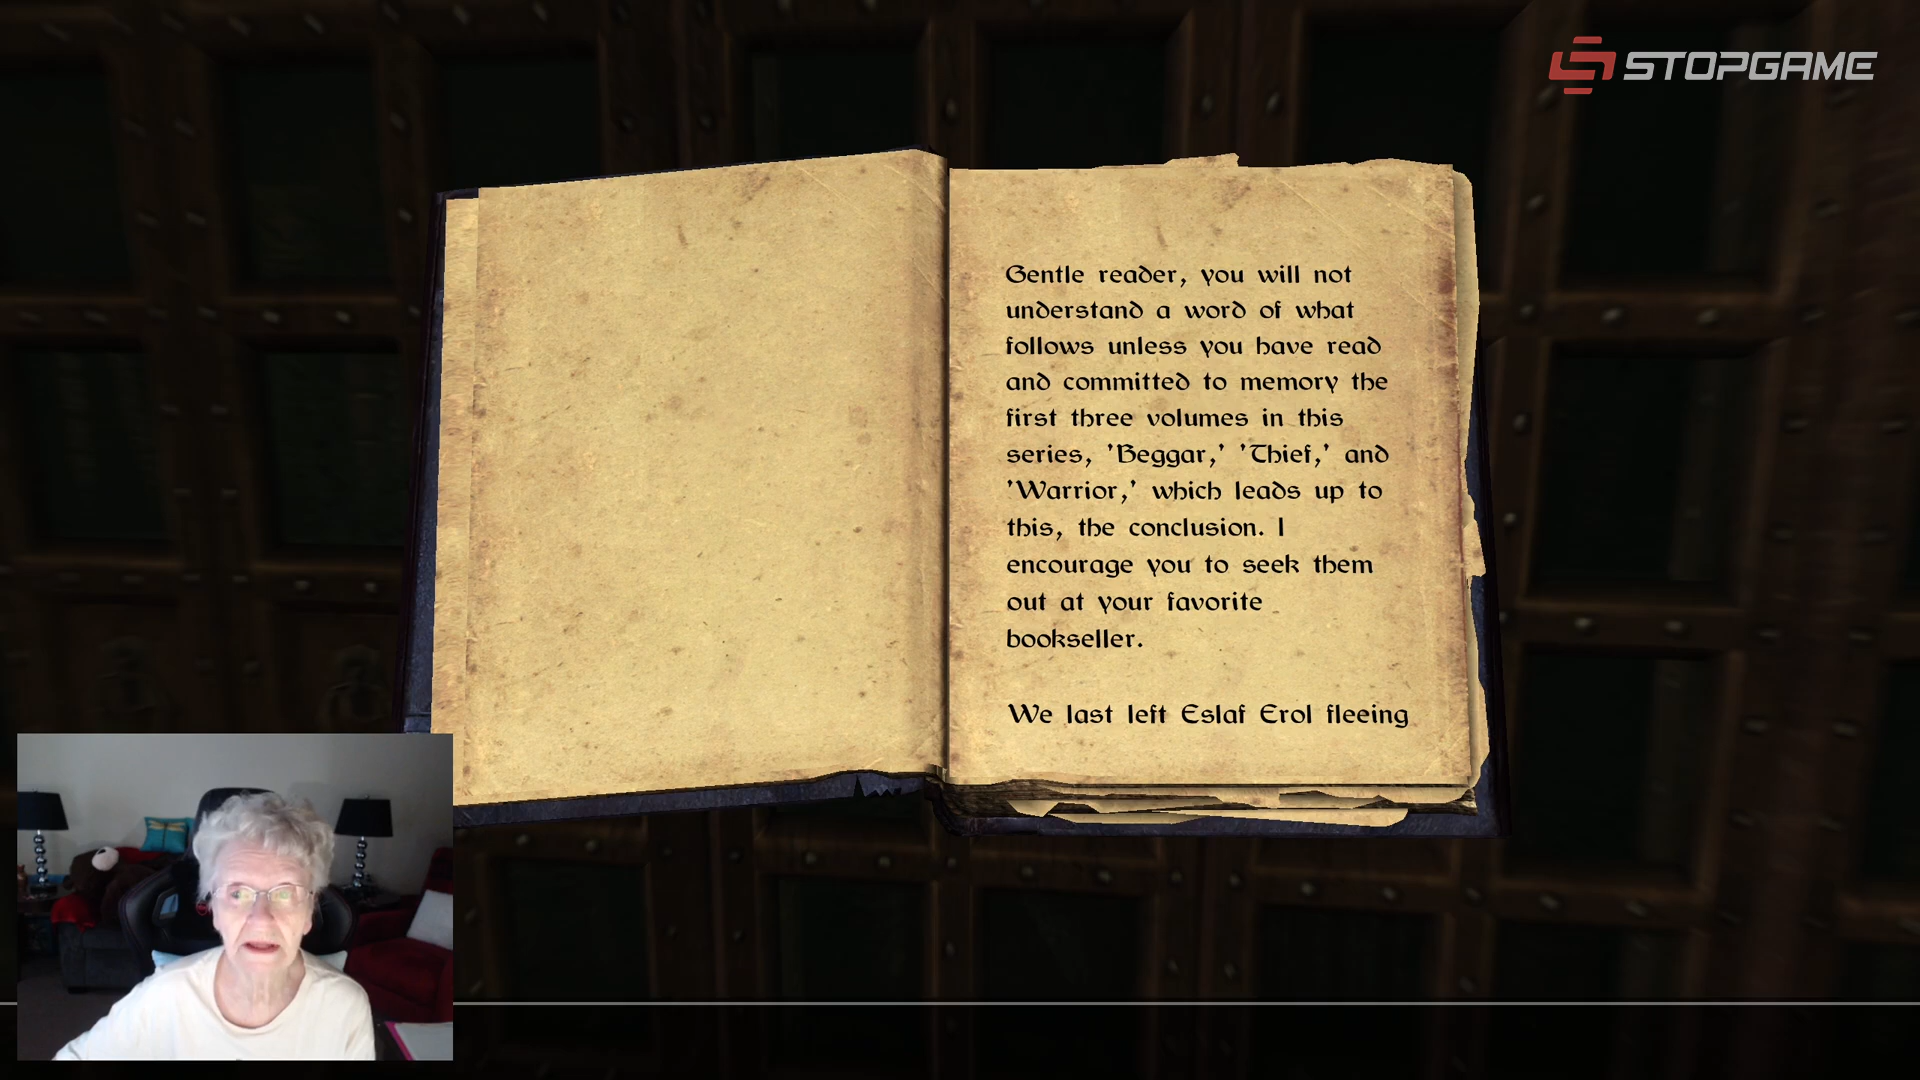 STOPGAME
Gentle reader, you will not
understand a word of what
follows unless you have read
and committed to memory the
first three volumes in this
series, 'Beggar,' 'Thief,' and
'Warrior,' which leads up to
this, the conclusion. I
encourage you to seek them
out at your favorite
bookseller.
We last left Eslaf Erol fleeing